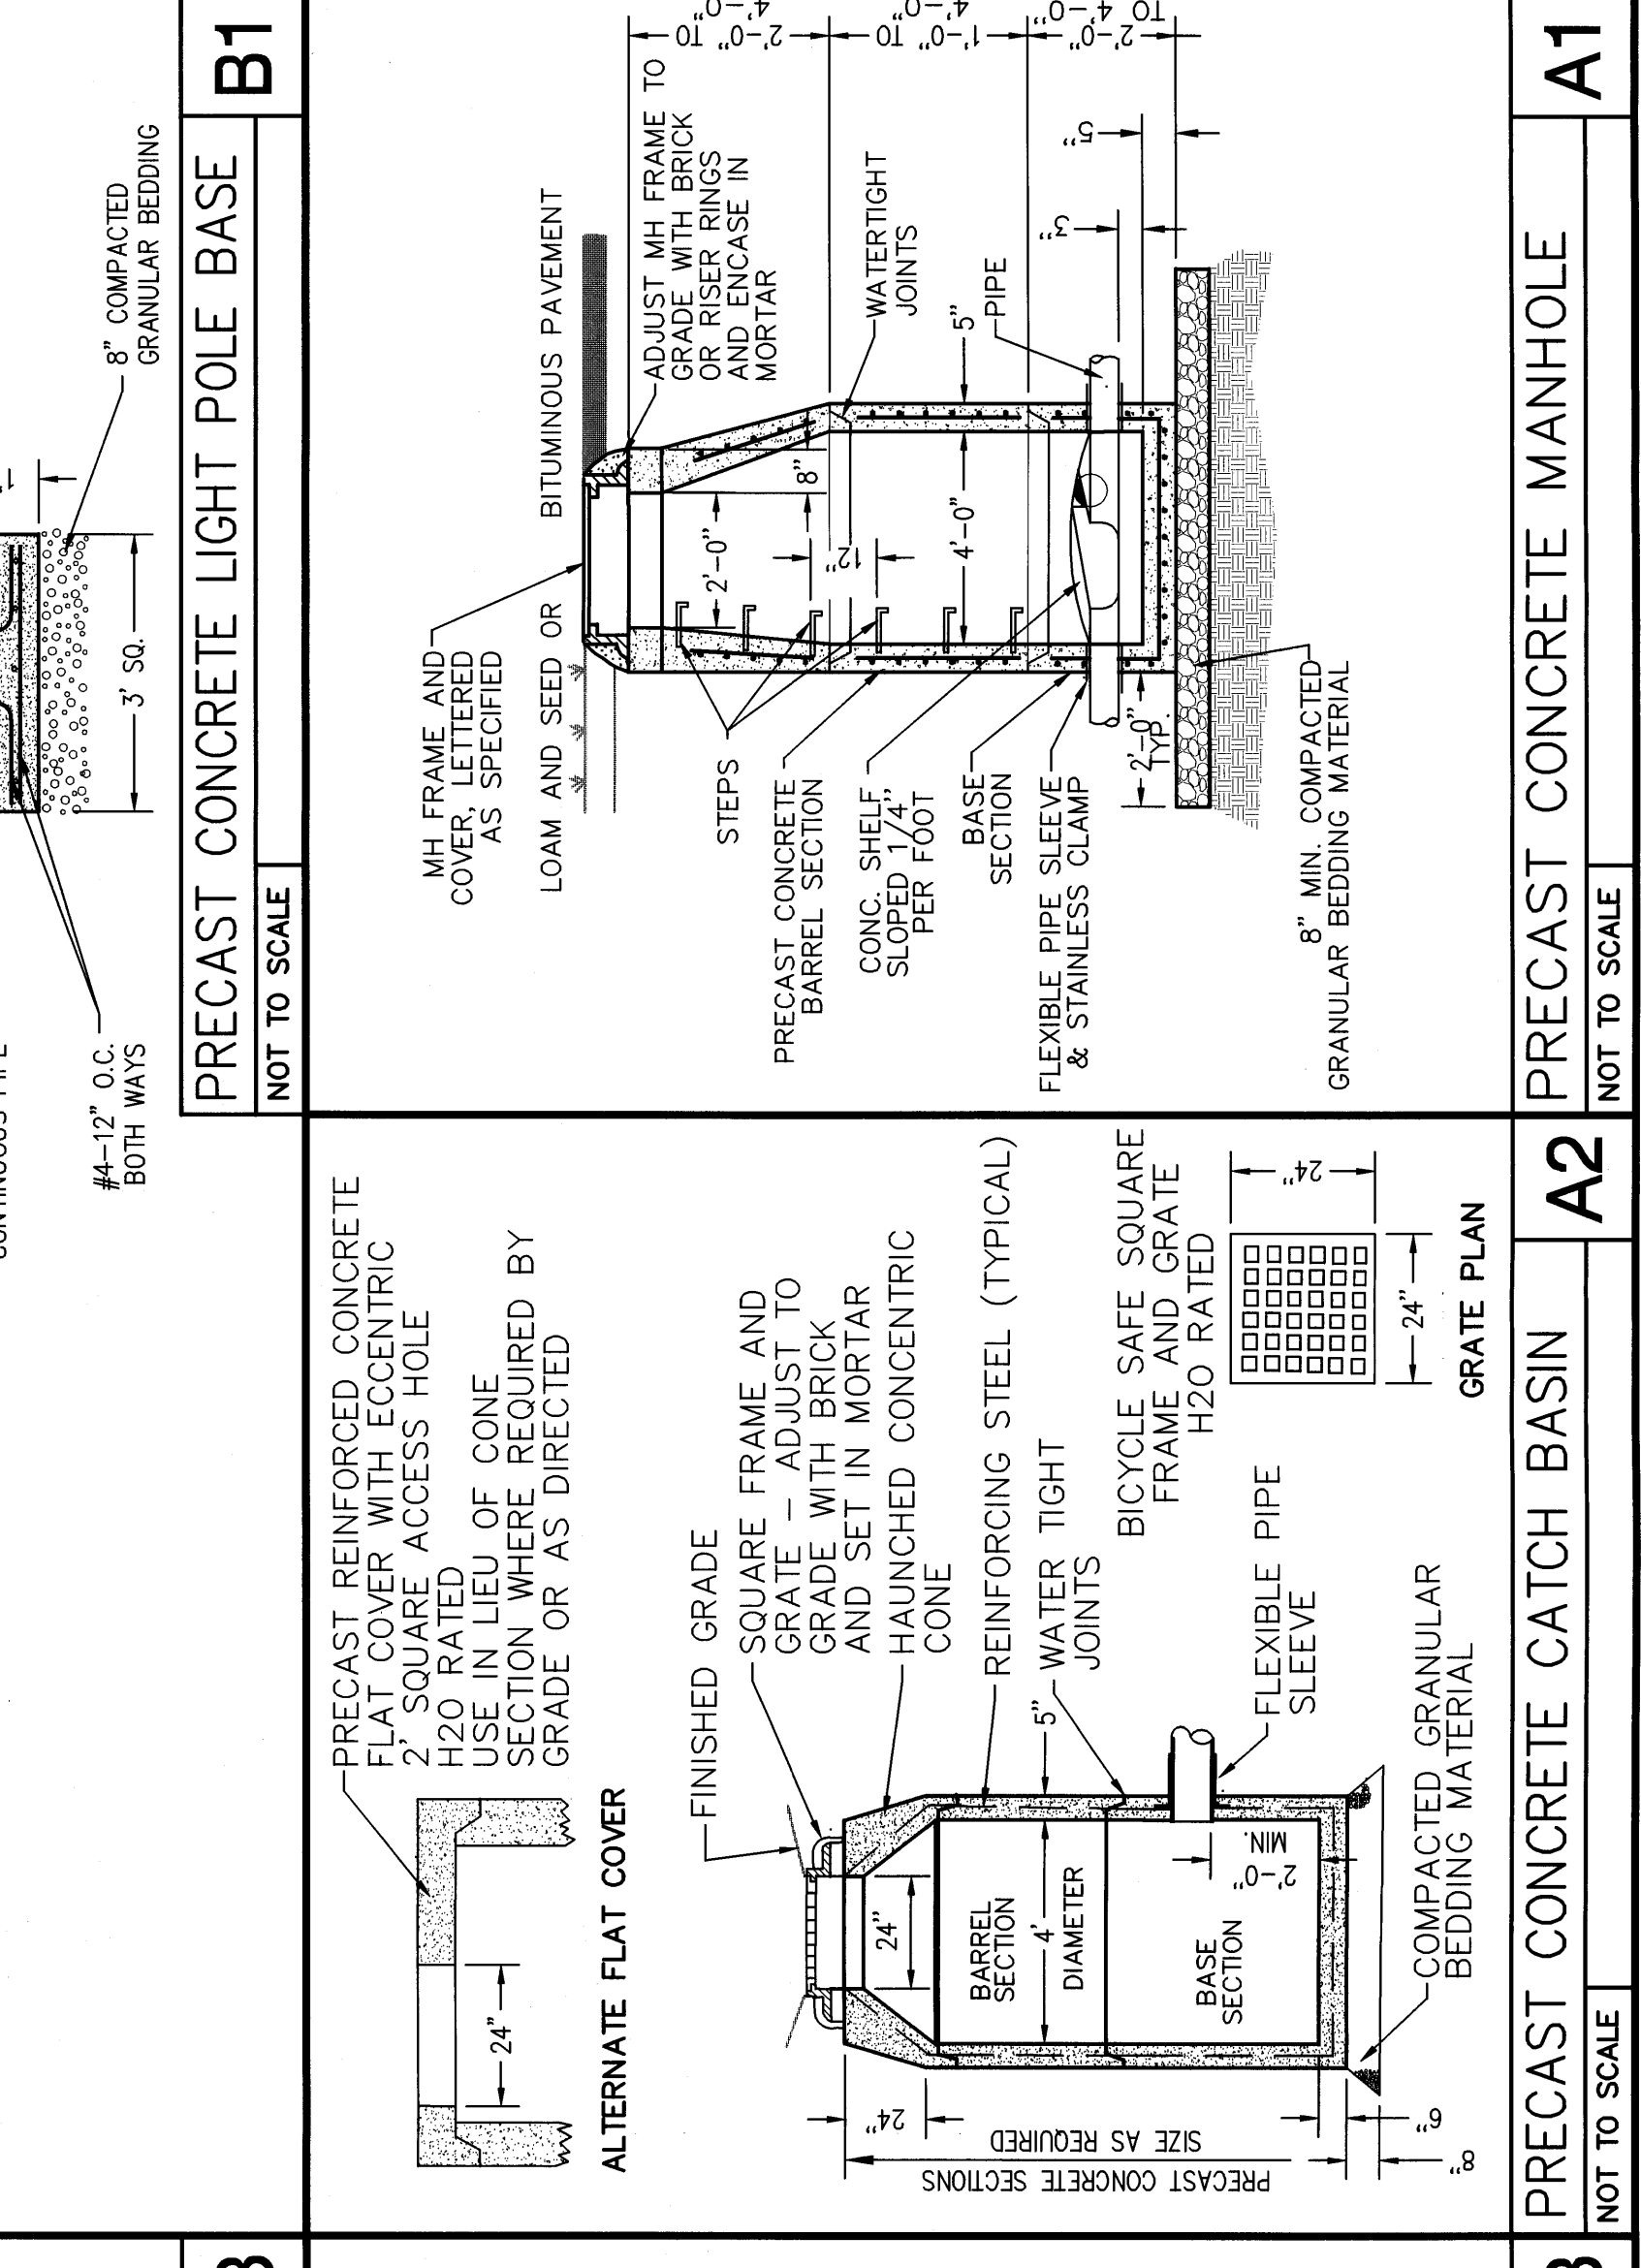 #4-12" O.C.
BOTH WAYS
3' SQ.
1"
8" COMPACTED
GRANULAR BEDDING
PRECAST CONCRETE LIGHT POLE BASE
B1
NOT TO SCALE
PRECAST REINFORCED CONCRETE
FLAT COVER WITH ECCENTRIC
2' SQUARE ACCESS HOLE
H20 RATED
USE IN LIEU OF CONE
SECTION WHERE REQUIRED BY
GRADE OR AS DIRECTED
24"
ALTERNATE FLAT COVER
FINISHED GRADE
SQUARE FRAME AND
GRATE – ADJUST TO
GRADE WITH BRICK
AND SET IN MORTAR
HAUNCHED CONCENTRIC
CONE
REINFORCING STEEL (TYPICAL)
5"
WATER TIGHT
JOINTS
24"
BARREL
SECTION
4'
DIAMETER
BASE
SECTION
2'-0"
MIN.
24"
SIZE AS REQUIRED
PRECAST CONCRETE SECTIONS
6"
8"
FLEXIBLE PIPE
SLEEVE
COMPACTED GRANULAR
BEDDING MATERIAL
BICYCLE SAFE SQUARE
FRAME AND GRATE
H20 RATED
24"
24"
GRATE PLAN
PRECAST CONCRETE CATCH BASIN
A2
NOT TO SCALE
MH FRAME AND
COVER, LETTERED
AS SPECIFIED
LOAM AND SEED OR
BITUMINOUS PAVEMENT
ADJUST MH FRAME TO
GRADE WITH BRICK
OR RISER RINGS
AND ENCASE IN
MORTAR
STEPS
2'-0"
8"
12"
PRECAST CONCRETE
BARREL SECTION
WATERTIGHT
JOINTS
CONC. SHELF
SLOPED 1/4"
PER FOOT
4'-0"
5"
PIPE
BASE
SECTION
FLEXIBLE PIPE SLEEVE
& STAINLESS CLAMP
2'-0"
TYP.
3"
5"
2'-0" TO
4'-0"
1'-0" TO
4'-0"
2'-0"
TO 4'-0"
8" MIN. COMPACTED
GRANULAR BEDDING MATERIAL
PRECAST CONCRETE MANHOLE
A1
NOT TO SCALE